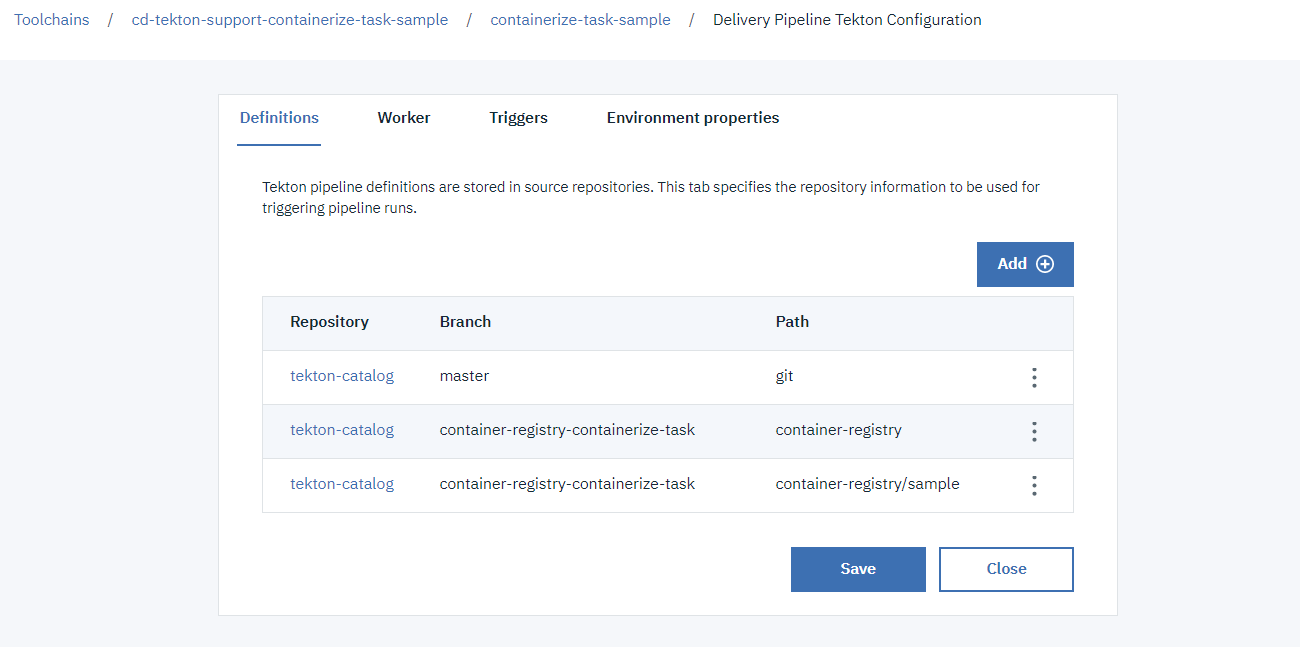 Toolchains / cd-tekton-support-containerize-task-sample / containerize-task-sample / Delivery Pipeline Tekton Configuration
Definitions Worker Triggers Environment properties
Tekton pipeline definitions are stored in source repositories. This tab specifies the repository information to be used for
triggering pipeline runs.
Add
Repository Branch Path
tekton-catalog master git
tekton-catalog container-registry-containerize-task container-registry
tekton-catalog container-registry-containerize-task container-registry/sample
Save Close